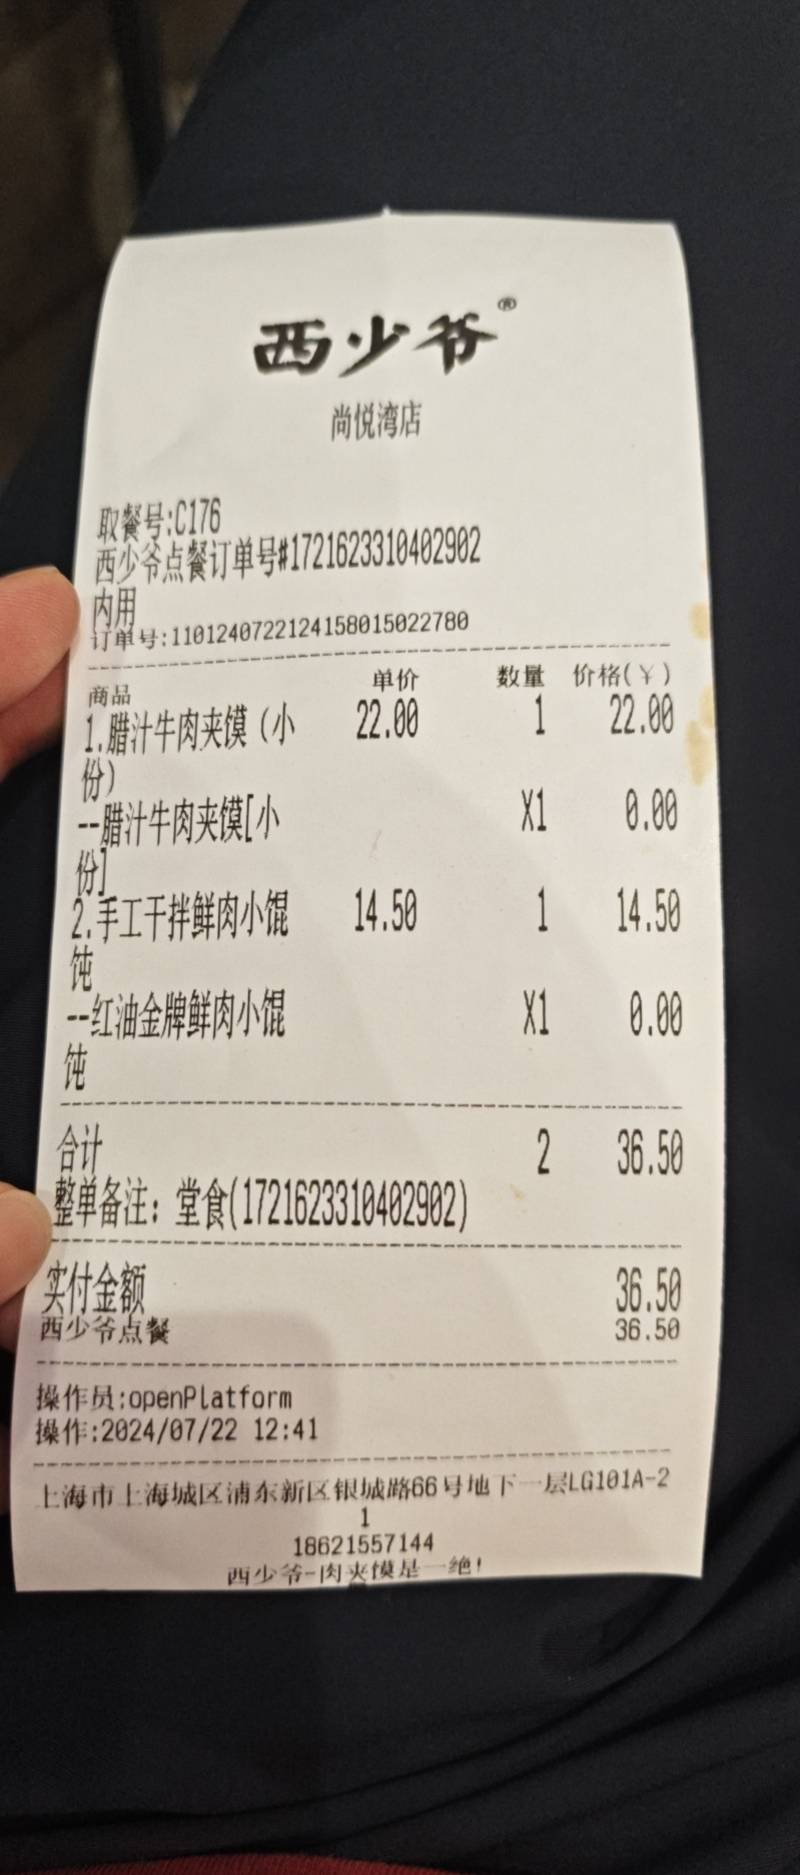 西少爷®
尚悦湾店
取餐号:C176
西少爷点餐订单号#1721623310402902
内用
订单号:1101240722124158015022780
商品 单价 数量 价格(¥)
1.腊汁牛肉夹馍（小 22.00 1 22.00
份）
--腊汁牛肉夹馍[小 X1 0.00
份]
2.手工干拌鲜肉小馄 14.50 1 14.50
饨
--红油金牌鲜肉小馄 X1 0.00
饨
合计 2 36.50
整单备注：堂食(1721623310402902)
实付金额 36.50
西少爷点餐 36.50
操作员:openPlatform
操作:2024/07/22 12:41
上海市上海城区浦东新区银城路66号地下一层LG101A-2
1
18621557144
西少爷-肉夹馍是一绝!